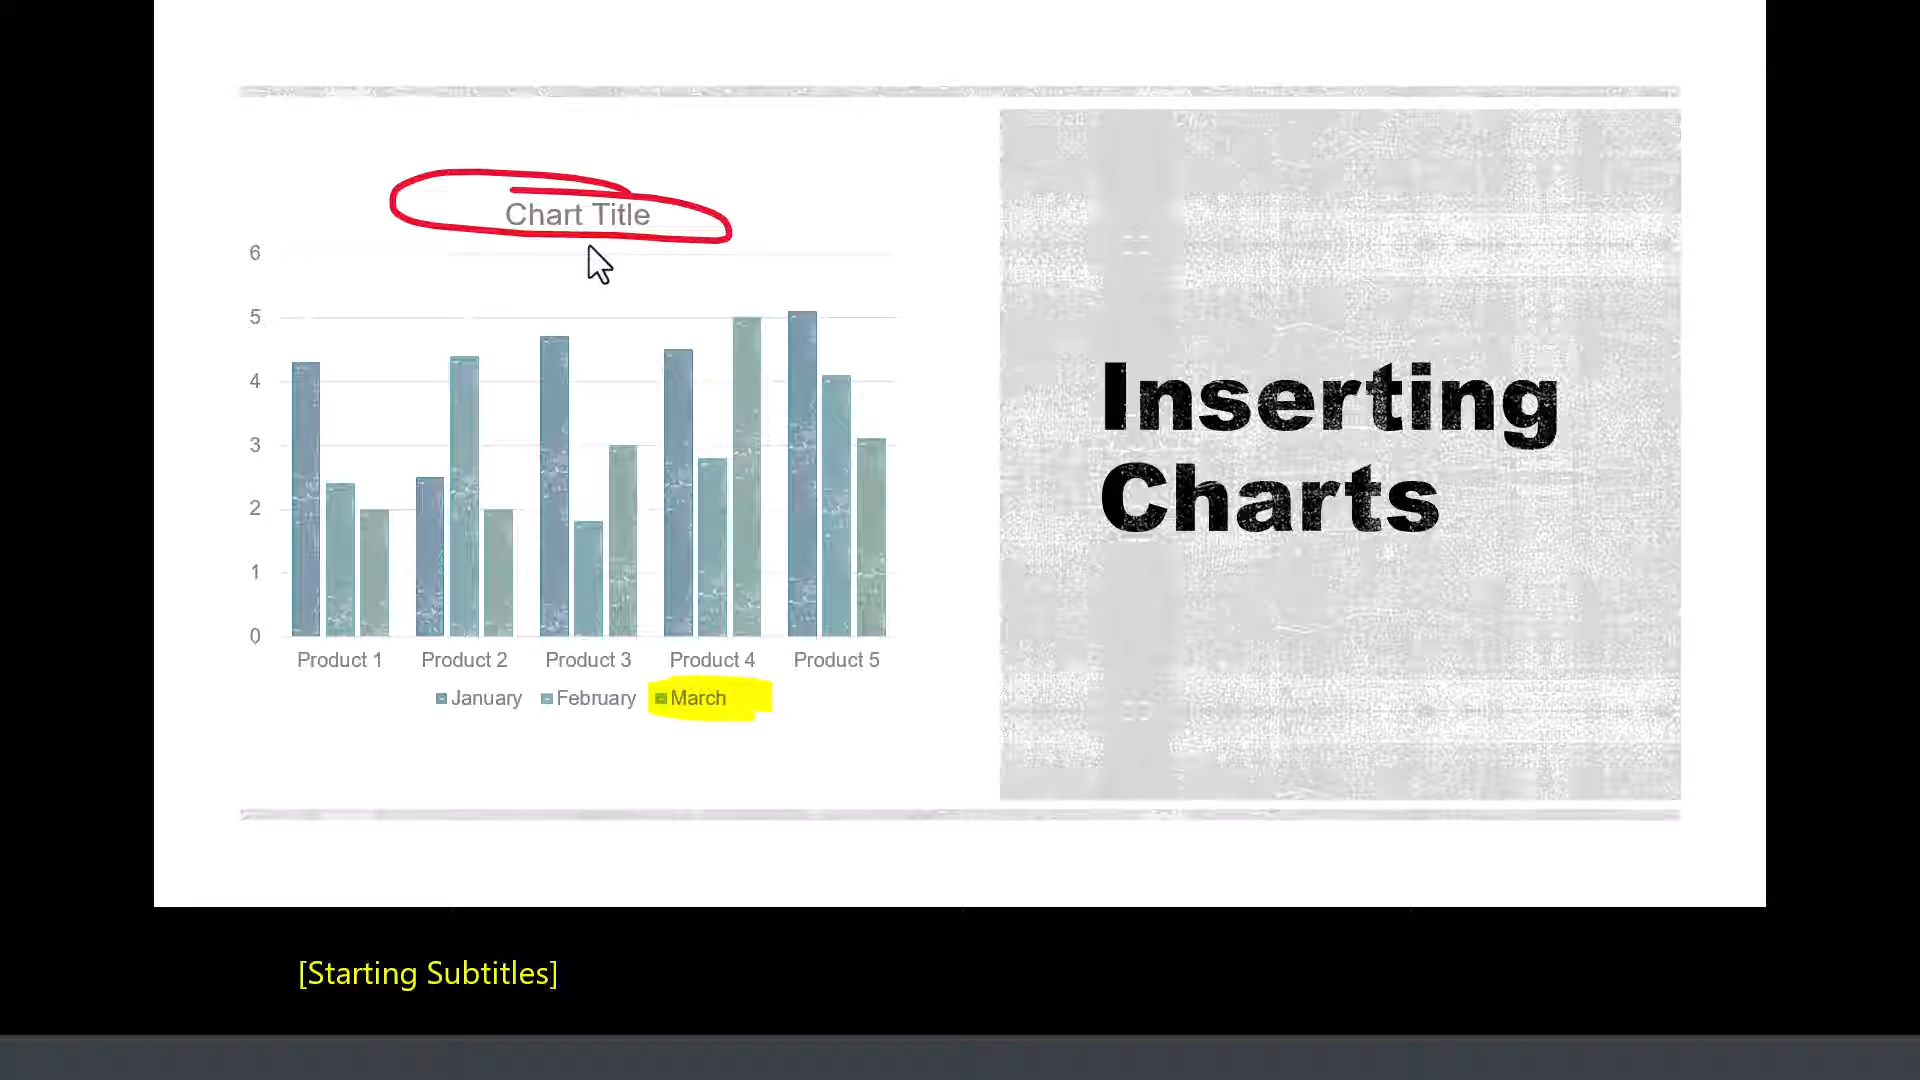 Chart Title
6
5
4
3
2
1
0
Product 1 Product 2 Product 3 Product 4 Product 5
January February March
Inserting
Charts
[Starting Subtitles]